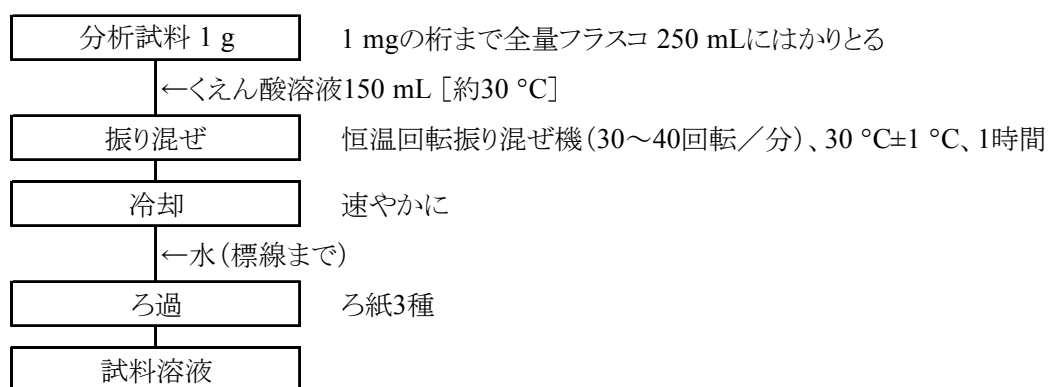 分析試料 1 g 1 mgの桁まで全量フラスコ 250 mLにはかりとる
←くえん酸溶液150 mL [約30 °C]
振り混ぜ 恒温回転振り混ぜ機（30～40回転／分）、30 °C±1 °C、1時間
冷却 速やかに
←水（標線まで）
ろ過 ろ紙3種
試料溶液